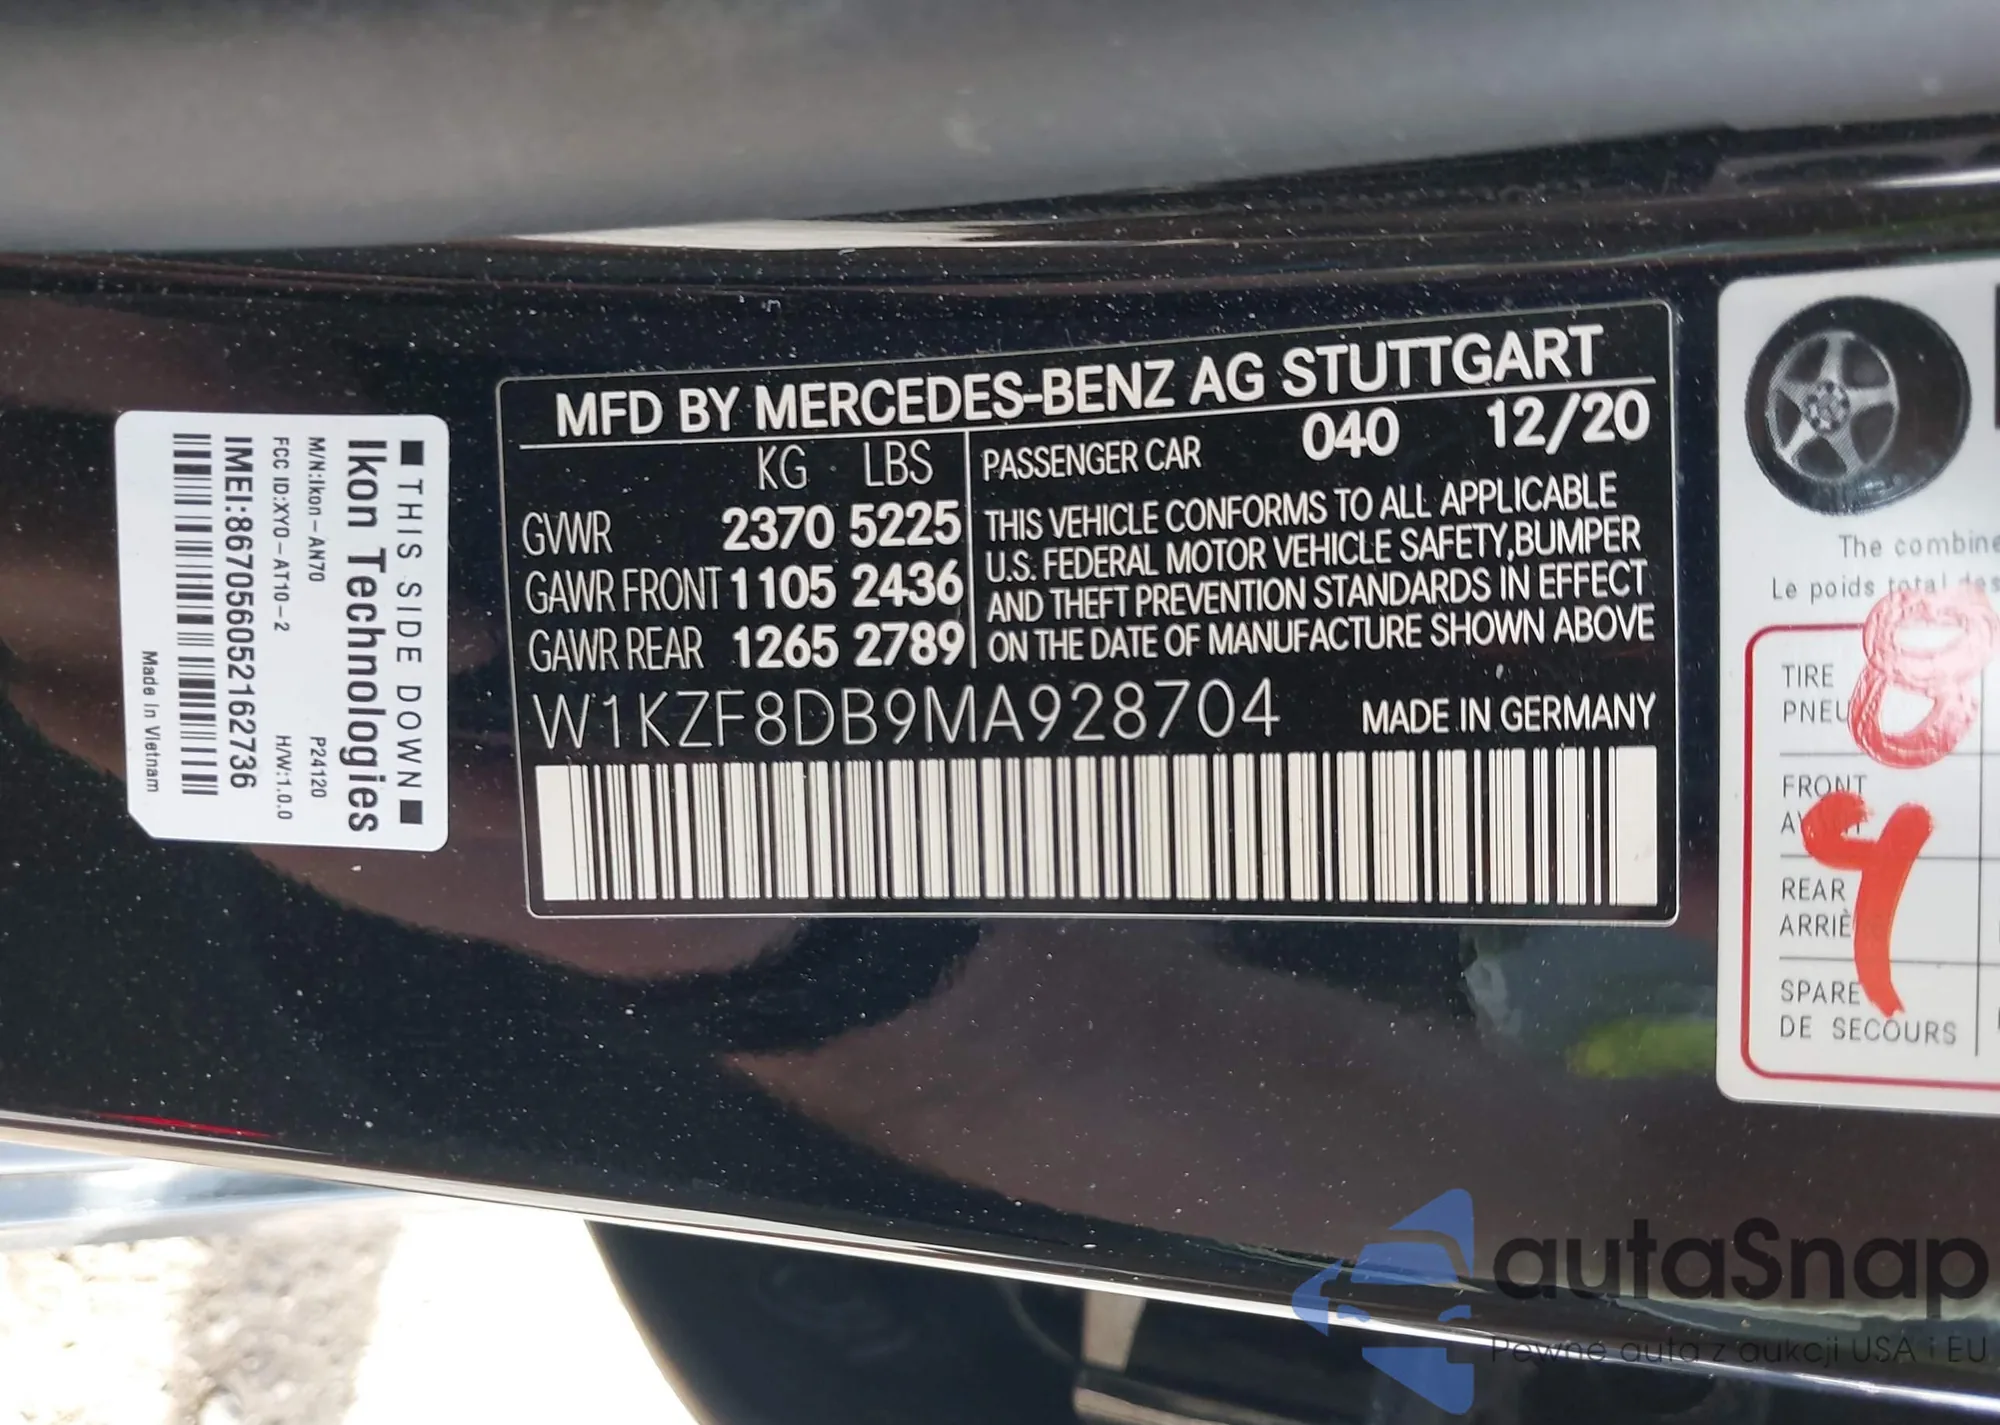 ■ THIS SIDE DOWN ■
Ikon Technologies
M/N:Ikon-AN70 P24120
FCC ID:XYO-AT10-2 H/W:1.0.0
IMEI:867056052162736
Made in Vietnam
MFD BY MERCEDES-BENZ AG STUTTGART
KG LBS
GVWR 2370 5225
GAWR FRONT 1105 2436
GAWR REAR 1265 2789
PASSENGER CAR 040 12/20
THIS VEHICLE CONFORMS TO ALL APPLICABLE
U.S. FEDERAL MOTOR VEHICLE SAFETY,BUMPER
AND THEFT PREVENTION STANDARDS IN EFFECT
ON THE DATE OF MANUFACTURE SHOWN ABOVE
W1KZF8DB9MA928704 MADE IN GERMANY
The combine
Le poids total des
TIRE
PNEU
FRONT
REAR
ARRIÈ
SPARE
DE SECOURS
autaSnap
Pewne auta z aukcji USA i EU